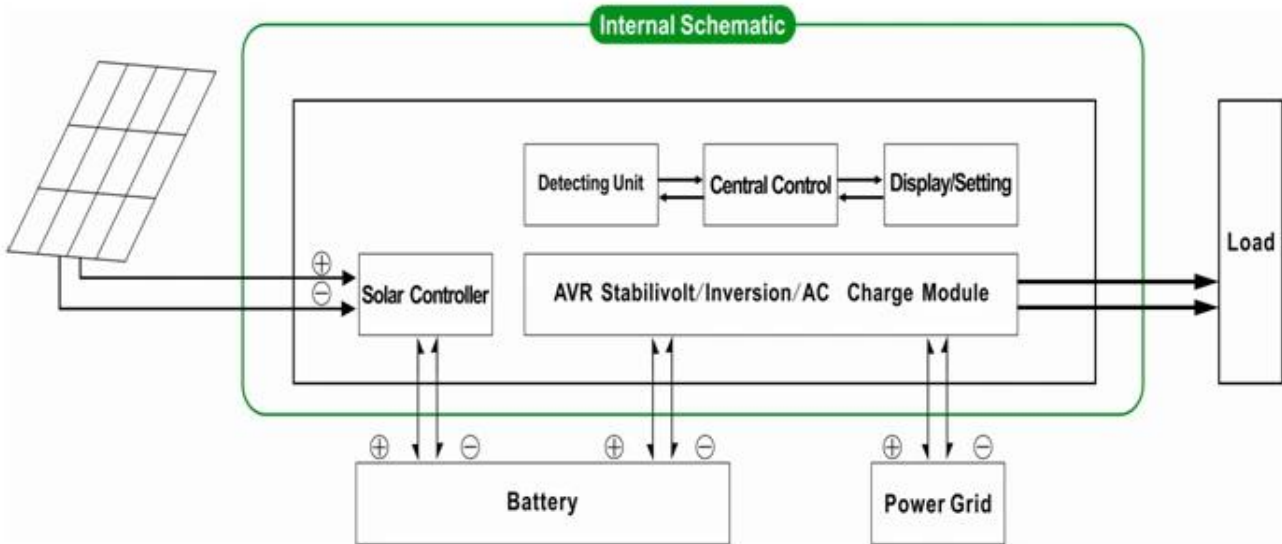 Internal Schematic
Detecting Unit
Central Control
Display/Setting
Load
⊕
⊖
Solar Controller
AVR Stabilivolt/Inversion/AC Charge Module
⊕ ⊖ ⊕ ⊖ ⊕ ⊖
Battery
Power Grid